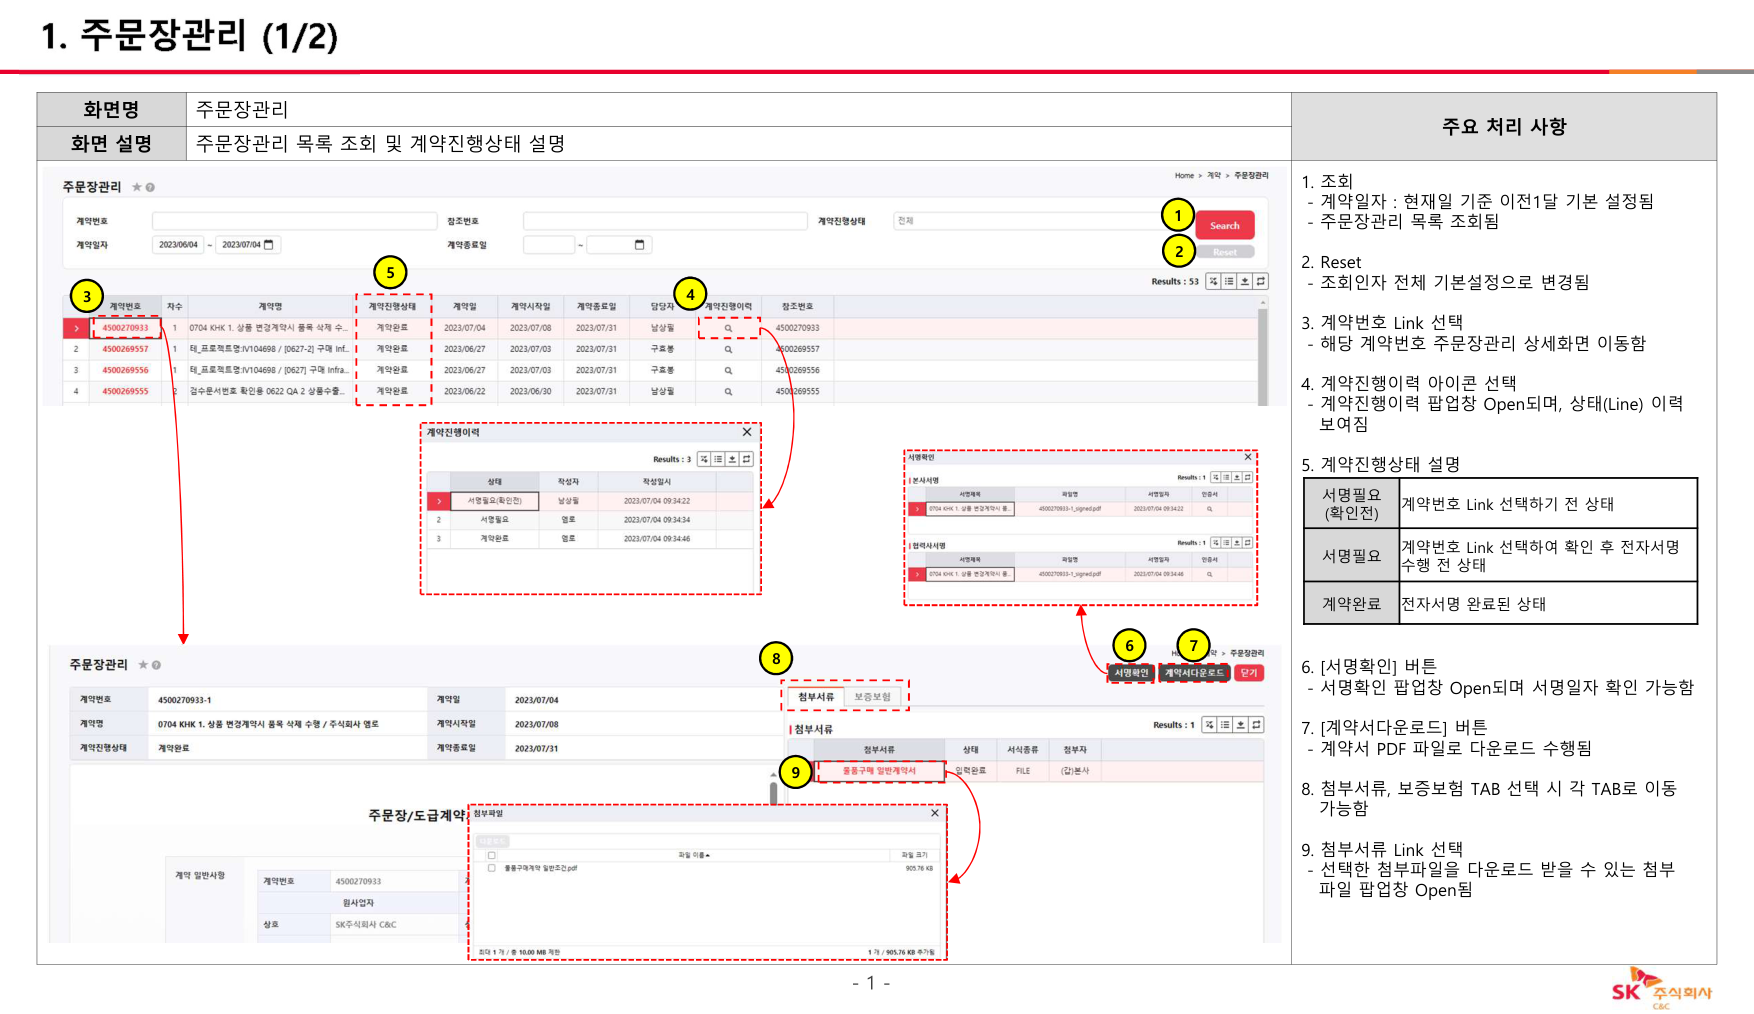 1. 주문장관리 (1/2)
화면명 주문장관리
화면 설명 주문장관리 목록 조회 및 계약진행상태 설명
주요 처리 사항
Home > 계약 > 주문장관리
주문장관리
계약번호 참조번호 계약진행상태 전체
계약일자 2023/06/04 ~ 2023/07/04 계약종료일 ~
1 Search
2 Reset
Results : 53
3 5 4
계약번호 차수 계약명 계약진행상태 계약일 계약시작일 계약종료일 담당자 계약진행이력 참조번호
4500270933 1 0704 KHK 1. 상품 변경계약시 품목 삭제 수... 계약완료 2023/07/04 2023/07/08 2023/07/31 남상필 4500270933
2 4500269557 1 테_프로젝트명:IV104698 / [0627-2] 구매 Inf... 계약완료 2023/06/27 2023/07/03 2023/07/31 구효봉 4500269557
3 4500269556 1 테_프로젝트명:IV104698 / [0627] 구매 Infra... 계약완료 2023/06/27 2023/07/03 2023/07/31 구효봉 4500269556
4 4500269555 2 검수문서번호 확인용 0622 QA 2 상품수출... 계약완료 2023/06/22 2023/06/30 2023/07/31 남상필 4500269555
계약진행이력
Results : 3
상태 작성자 작성일시
서명필요(확인전) 남상필 2023/07/04 09:34:22
2 서명필요 엠로 2023/07/04 09:34:34
3 계약완료 엠로 2023/07/04 09:34:46
서명확인
본사서명 Results : 1
서명제목 파일명 서명일자 인증서
0704 KHK 1. 상품 변경계약시 품... 4500270933-1_signed.pdf 2023/07/04 09:34:22
협력사서명 Results : 1
서명제목 파일명 서명일자 인증서
0704 KHK 1. 상품 변경계약시 품... 4500270933-1_signed.pdf 2023/07/04 09:34:46
6 7
계약 > 주문장관리
주문장관리
서명확인 계약서다운로드 닫기
계약번호 4500270933-1 계약일 2023/07/04
계약명 0704 KHK 1. 상품 변경계약시 품목 삭제 수행 / 주식회사 엠로 계약시작일 2023/07/08
계약진행상태 계약완료 계약종료일 2023/07/31
8
첨부서류 보증보험
첨부서류 Results : 1
첨부서류 상태 서식종류 첨부자
9 물품구매 일반계약서 입력완료 FILE (갑)본사
주문장/도급계약
계약 일반사항 계약번호 4500270933
원사업자
상호 SK주식회사 C&C
첨부파일
다운로드
파일 이름 파일 크기
물품구매계약 일반조건.pdf 905.76 KB
최대 1 개 / 총 10.00 MB 제한 1 개 / 905.76 KB 추가됨
1. 조회
- 계약일자 : 현재일 기준 이전1달 기본 설정됨
- 주문장관리 목록 조회됨
2. Reset
- 조회인자 전체 기본설정으로 변경됨
3. 계약번호 Link 선택
- 해당 계약번호 주문장관리 상세화면 이동함
4. 계약진행이력 아이콘 선택
- 계약진행이력 팝업창 Open되며, 상태(Line) 이력
보여짐
5. 계약진행상태 설명
서명필요
(확인전) 계약번호 Link 선택하기 전 상태
서명필요 계약번호 Link 선택하여 확인 후 전자서명
수행 전 상태
계약완료 전자서명 완료된 상태
6. [서명확인] 버튼
- 서명확인 팝업창 Open되며 서명일자 확인 가능함
7. [계약서다운로드] 버튼
- 계약서 PDF 파일로 다운로드 수행됨
8. 첨부서류, 보증보험 TAB 선택 시 각 TAB로 이동
가능함
9. 첨부서류 Link 선택
- 선택한 첨부파일을 다운로드 받을 수 있는 첨부
파일 팝업창 Open됨
- 1 -
SK 주식회사
C&C